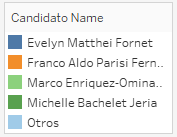 Candidato Name
Evelyn Matthei Fornet
Franco Aldo Parisi Fern..
Marco Enriquez-Omina..
Michelle Bachelet Jeria
Otros